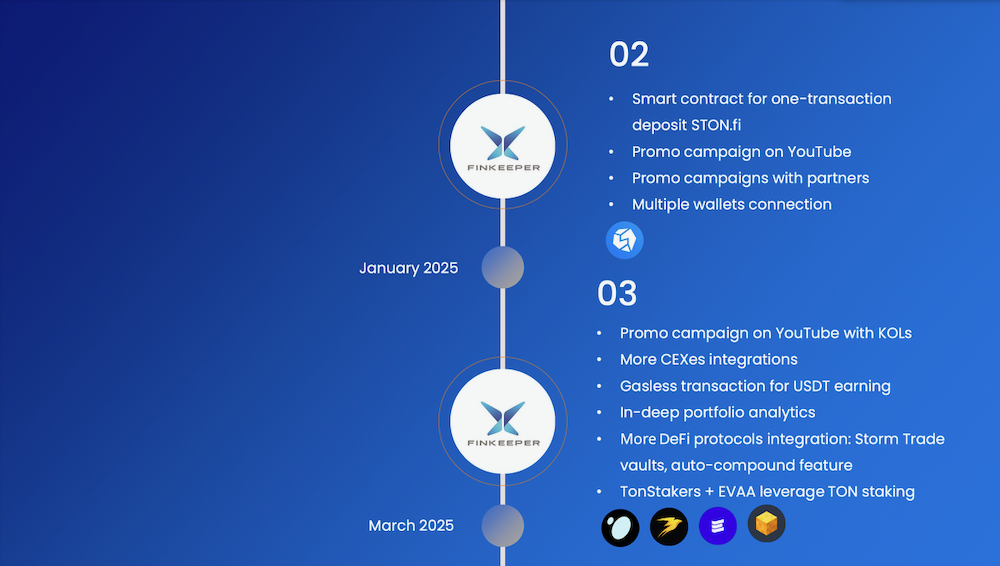 02
• Smart contract for one-transaction
deposit STON.fi
• Promo campaign on YouTube
• Promo campaigns with partners
• Multiple wallets connection
FINKEEPER
January 2025
03
• Promo campaign on YouTube with KOLs
• More CEXes integrations
• Gasless transaction for USDT earning
• In-deep portfolio analytics
• More DeFi protocols integration: Storm Trade
vaults, auto-compound feature
• TonStakers + EVAA leverage TON staking
FINKEEPER
March 2025